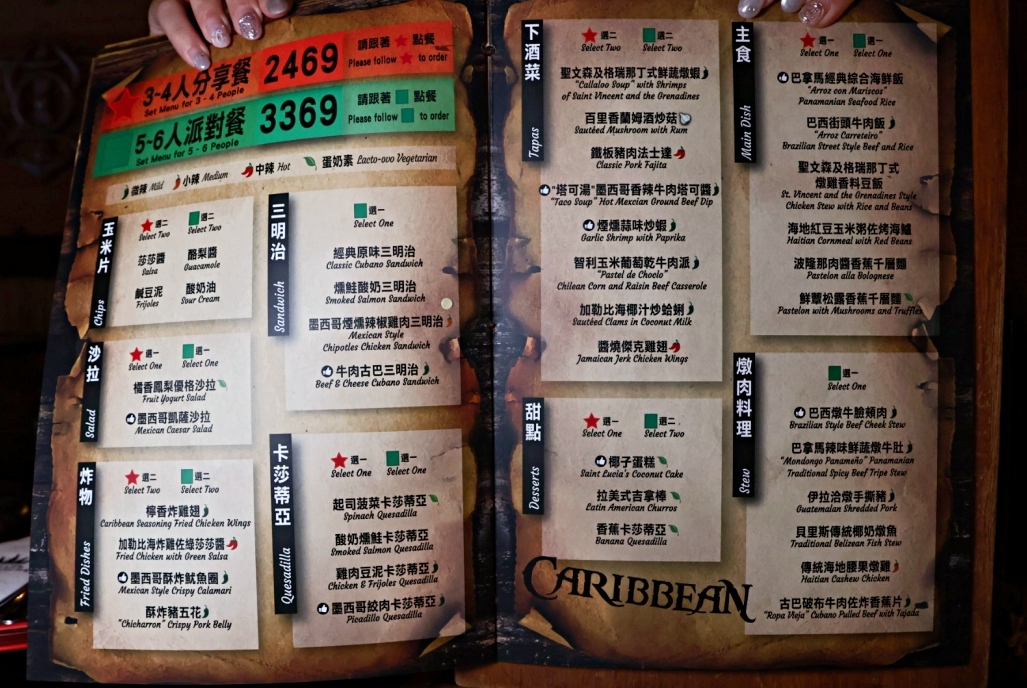 3-4人分享餐 2469
Set Menu for 3 - 4 People
請跟著 點餐
Please follow to order
5-6人派對餐 3369
Set Menu for 5 - 6 People
請跟著 點餐
Please follow to order
微辣 Mild 小辣 Medium 中辣 Hot 蛋奶素 Lacto-ovo Vegetarian
玉米片
Chips
選二 選二
Select Two Select Two
莎莎醬 酪梨醬
Salsa Guacamole
鹹豆泥 酸奶油
Frijoles Sour Cream
沙拉
Salad
選一 選一
Select One Select One
橘香鳳梨優格沙拉
Fruit Yogurt Salad
墨西哥凱薩沙拉
Mexican Caesar Salad
炸物
Fried Dishes
選二 選二
Select Two Select Two
檸香炸雞翅
Caribbean Seasoning Fried Chicken Wings
加勒比海炸雞佐綠莎莎醬
Fried Chicken with Green Salsa
墨西哥酥炸魷魚圈
Mexican Style Crispy Calamari
酥炸豬五花
"Chicharron" Crispy Pork Belly
三明治
Sandwich
選一
Select One
經典原味三明治
Classic Cubano Sandwich
燻鮭酸奶三明治
Smoked Salmon Sandwich
墨西哥煙燻辣椒雞肉三明治
Mexican Style
Chipotles Chicken Sandwich
牛肉古巴三明治
Beef & Cheese Cubano Sandwich
卡莎蒂亞
Quesadilla
選一 選一
Select One Select One
起司菠菜卡莎蒂亞
Spinach Quesadilla
酸奶燻鮭卡莎蒂亞
Smoked Salmon Quesadilla
雞肉豆泥卡莎蒂亞
Chicken & Frijoles Quesadilla
墨西哥絞肉卡莎蒂亞
Picadillo Quesadilla
下酒菜
Tapas
選二 選二
Select Two Select Two
聖文森及格瑞那丁式鮮蔬燉蝦
"Callaloo Soup" with Shrimps
of Saint Vincent and the Grenadines
百里香蘭姆酒炒菇
Sautéed Mushroom with Rum
鐵板豬肉法士達
Classic Pork Fajita
"塔可湯"墨西哥香辣牛肉塔可醬
"Taco Soup" Hot Mexcian Ground Beef Dip
煙燻蒜味炒蝦
Garlic Shrimp with Paprika
智利玉米葡萄乾牛肉派
"Pastel de Choclo"
Chilean Corn and Raisin Beef Casserole
加勒比海椰汁炒蛤蜊
Sautéed Clams in Coconut Milk
醬燒傑克雞翅
Jamaican Jerk Chicken Wings
甜點
Desserts
選一 選二
Select One Select Two
椰子蛋糕
Saint Lucia's Coconut Cake
拉美式吉拿棒
Latin American Churros
香蕉卡莎蒂亞
Banana Quesadilla
CARIBBEAN
主食
Main Dish
選一 選一
Select One Select One
巴拿馬經典綜合海鮮飯
"Arroz con Mariscos"
Panamanian Seafood Rice
巴西街頭牛肉飯
"Arroz Carreteiro"
Brazilian Street Style Beef and Rice
聖文森及格瑞那丁式
燉雞香料豆飯
St. Vincent and the Grenadines Style
Chicken Stew with Rice and Beans
海地紅豆玉米粥佐烤海鱸
Haitian Cornmeal with Red Beans
波隆那肉醬香蕉千層麵
Pastelon alla Bolognese
鮮蕈松露香蕉千層麵
Pastelon with Mushrooms and Truffles
燉肉料理
Stew
選一
Select One
巴西燉牛臉頰肉
Brazilian Style Beef Cheek Stew
巴拿馬辣味鮮蔬燉牛肚
"Mondongo Panameño" Panamanian
Traditional Spicy Beef Tripe Stew
伊拉洽燉手撕豬
Guatemalan Shredded Pork
貝里斯傳統椰奶燉魚
Traditional Belizean Fish Stew
傳統海地腰果燉雞
Haitian Cashew Chicken
古巴破布牛肉佐炸香蕉片
"Ropa Vieja" Cubano Pulled Beef with Tajada